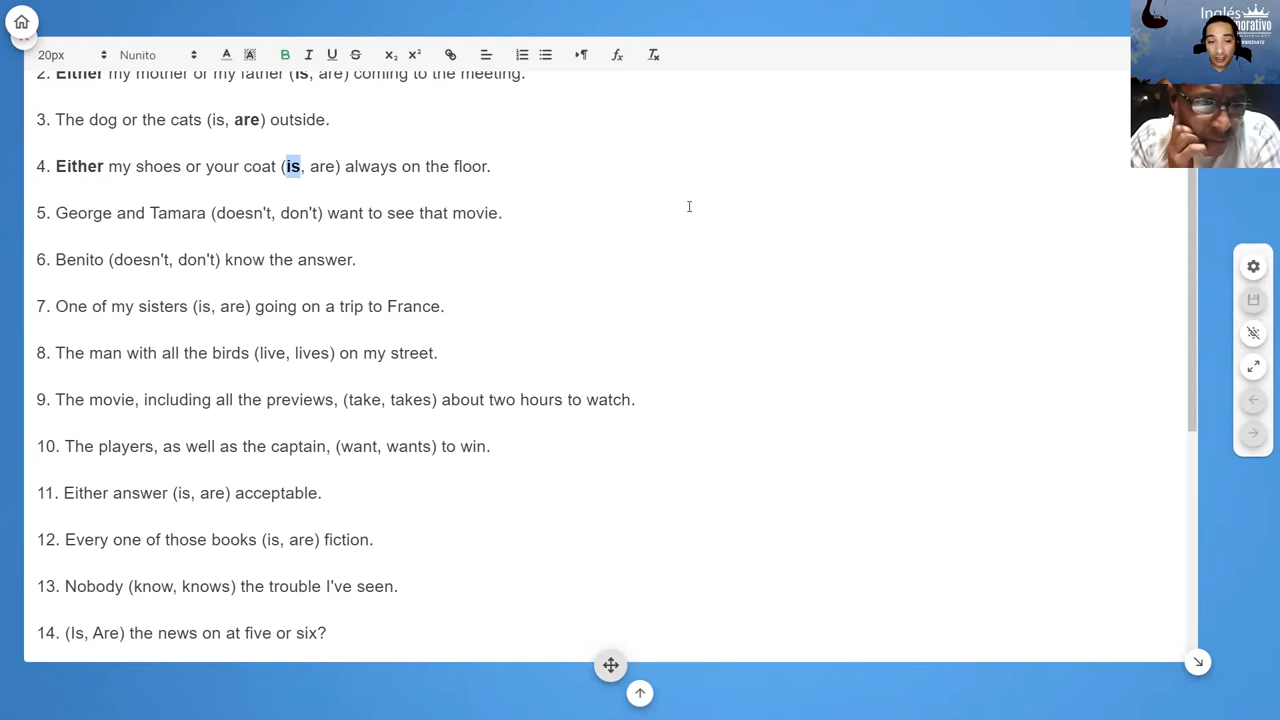 Inglés
20px
Nunito
2. Either my mother or my father (is, are) coming to the meeting.
3. The dog or the cats (is, are) outside.
4. Either my shoes or your coat (is, are) always on the floor.
5. George and Tamara (doesn't, don't) want to see that movie.
6. Benito (doesn't, don't) know the answer.
7. One of my sisters (is, are) going on a trip to France.
8. The man with all the birds (live, lives) on my street.
9. The movie, including all the previews, (take, takes) about two hours to watch.
10. The players, as well as the captain, (want, wants) to win.
11. Either answer (is, are) acceptable.
12. Every one of those books (is, are) fiction.
13. Nobody (know, knows) the trouble I've seen.
14. (Is, Are) the news on at five or six?